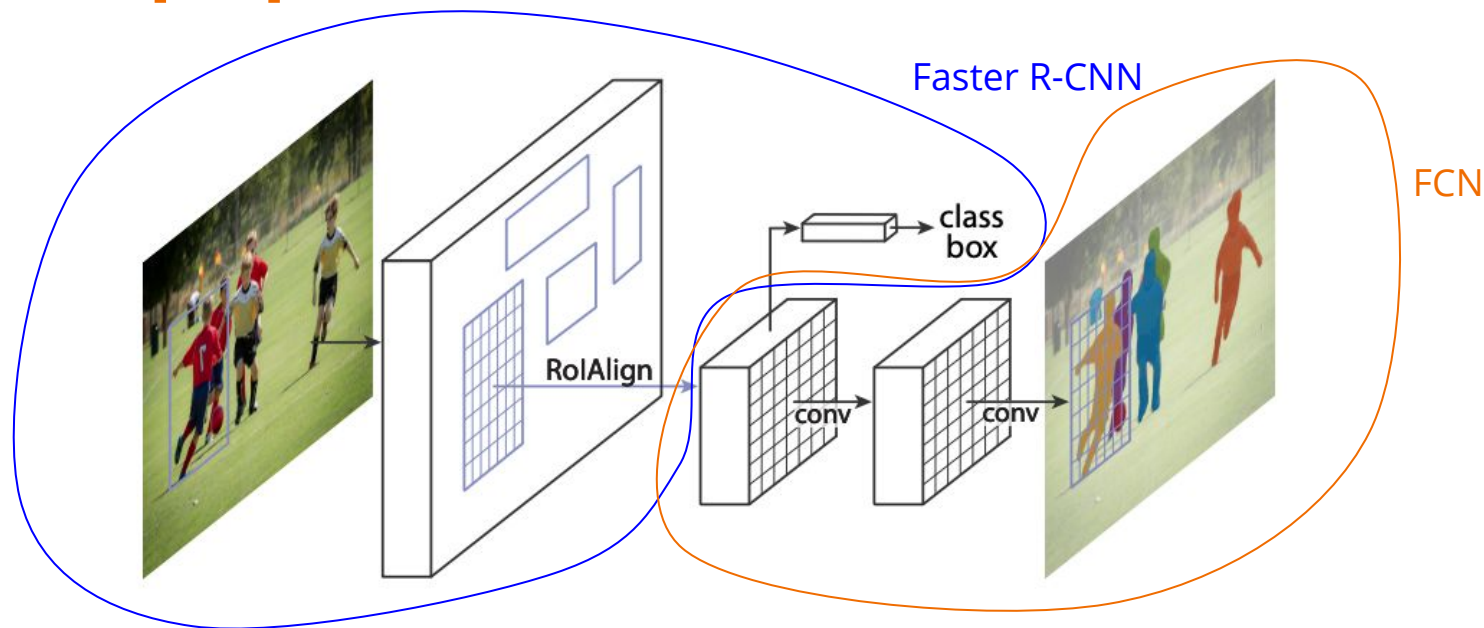 Faster R-CNN
FCN
class
box
RoIAlign
conv
conv